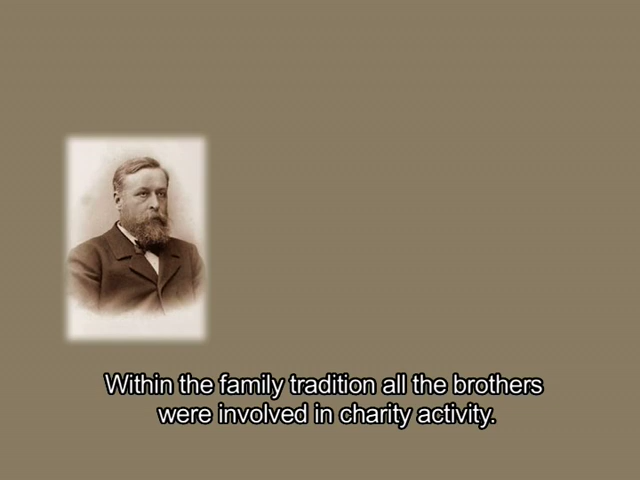 Within the family tradition all the brothers
were involved in charity activity.